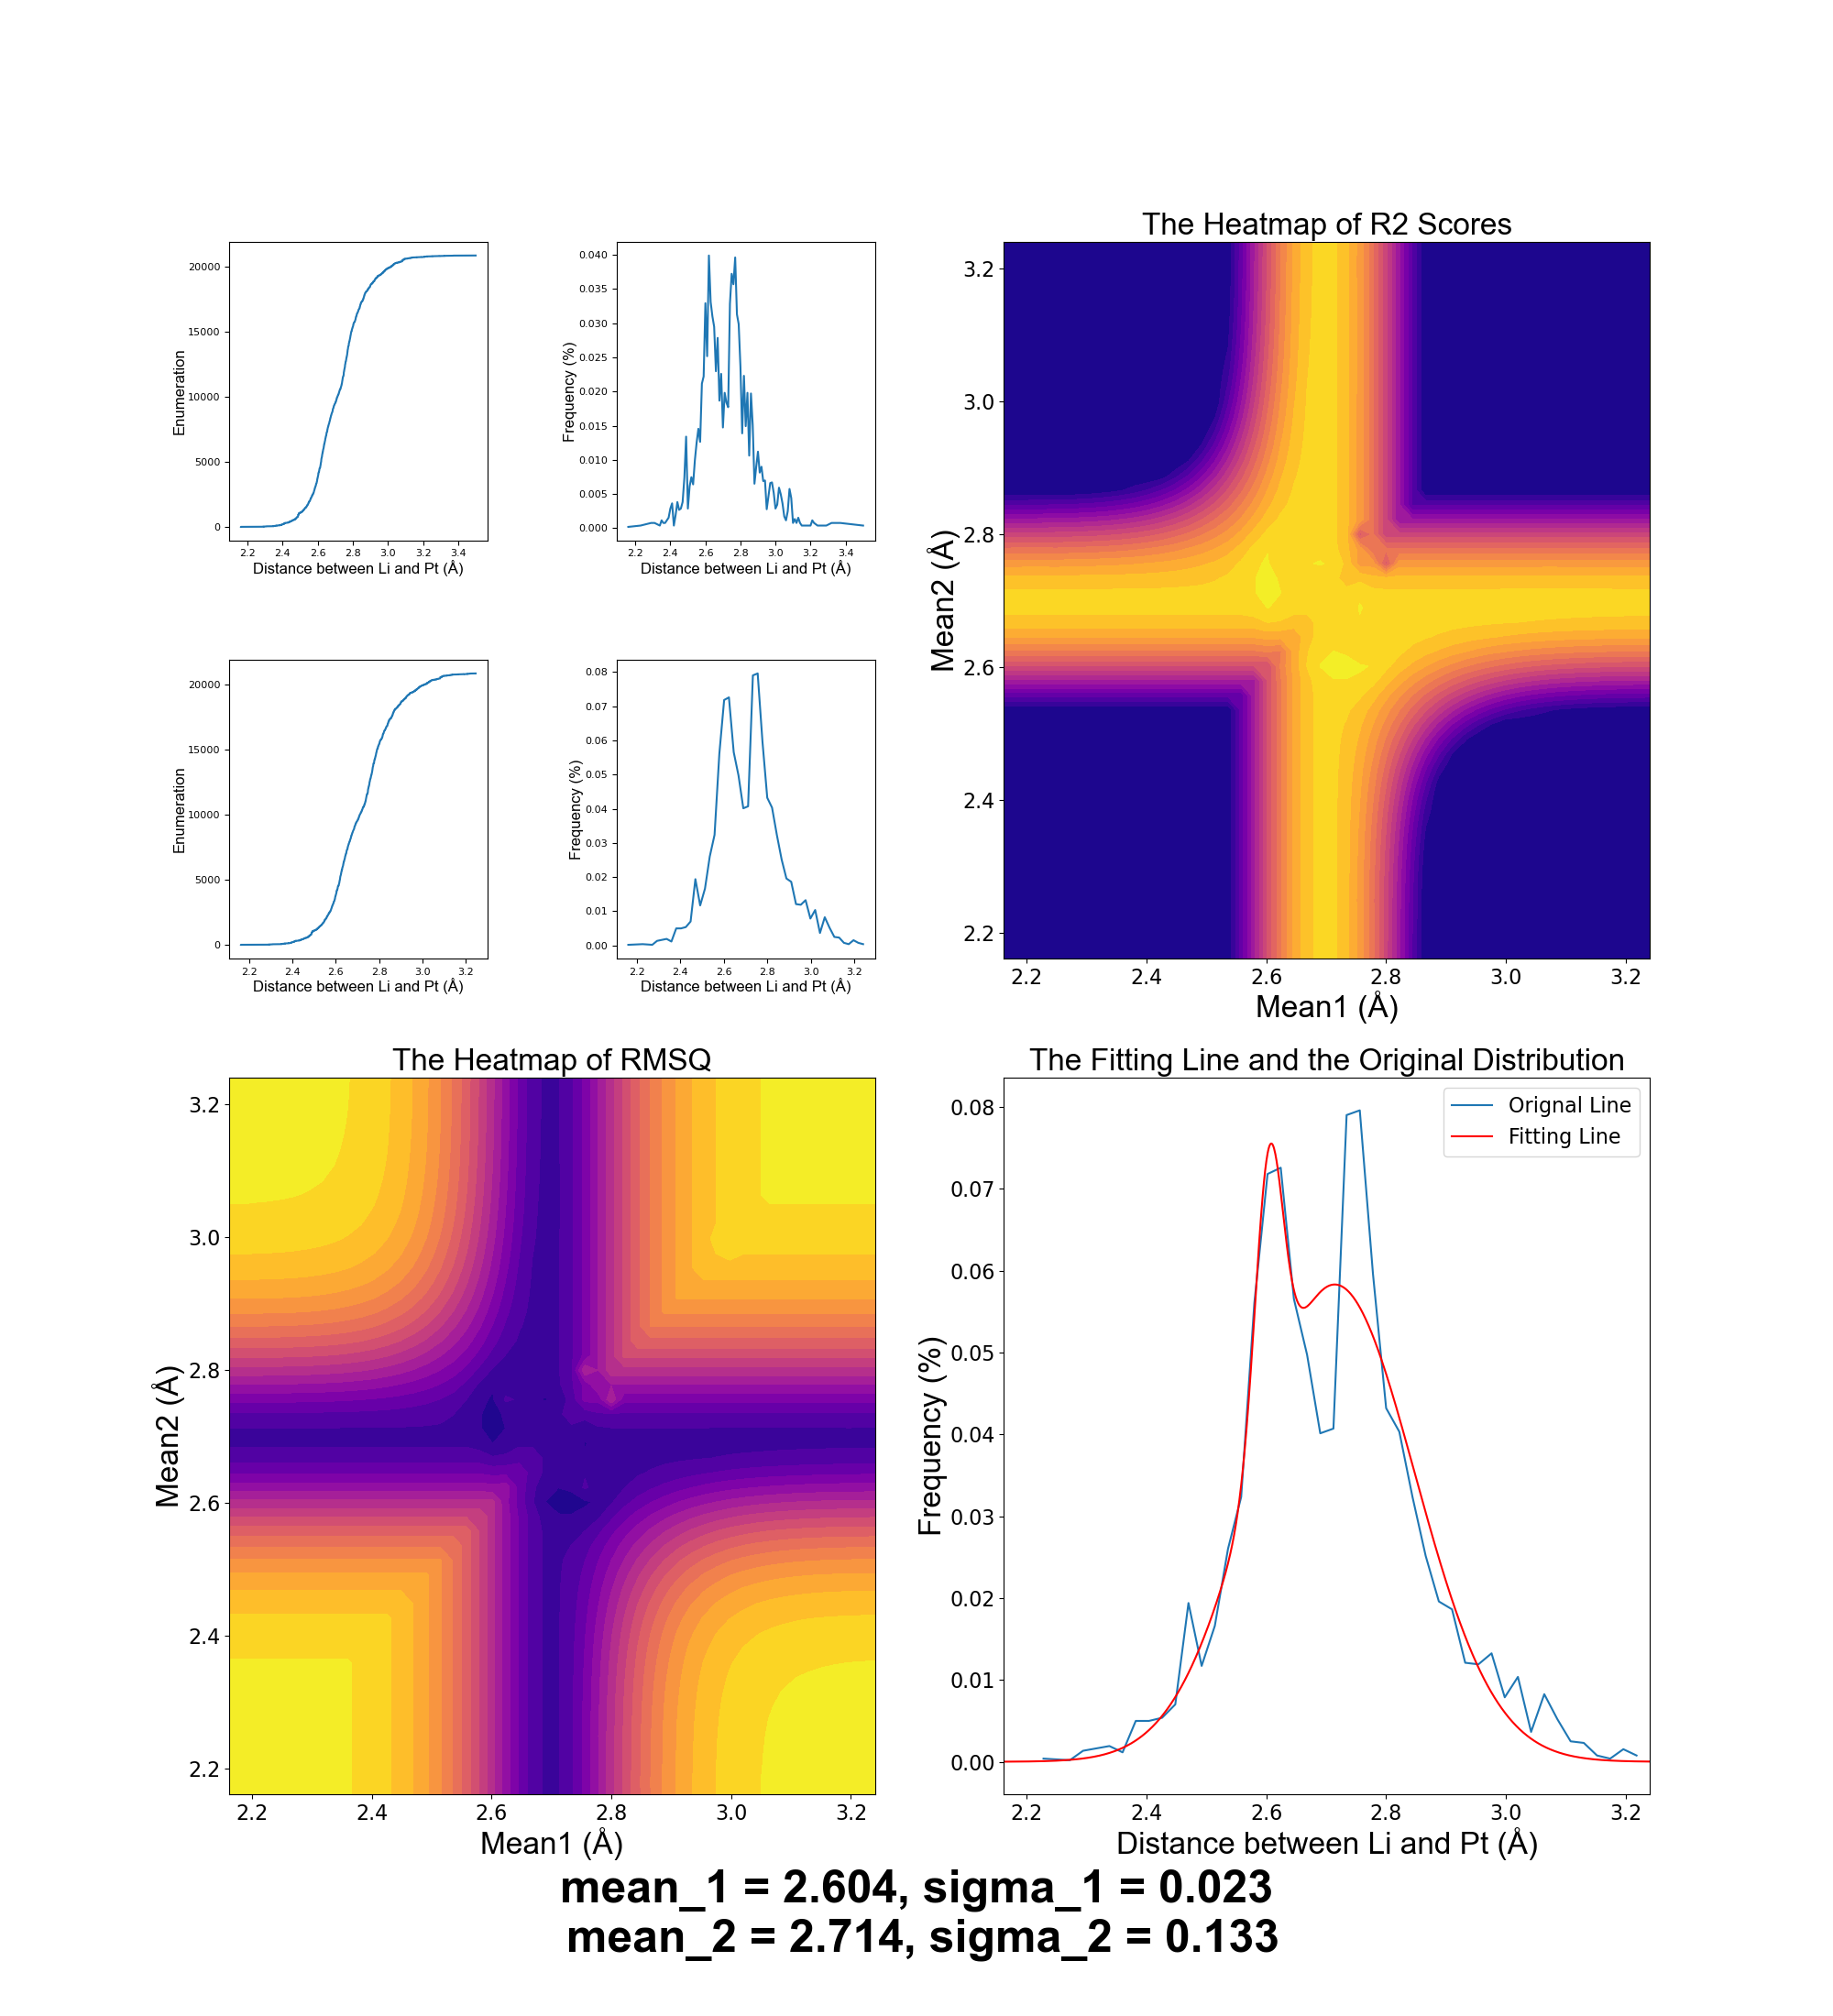 20000
15000
10000
5000
0
Enumeration
2.2 2.4 2.6 2.8 3.0 3.2 3.4
Distance between Li and Pt (Å)
0.040
0.035
0.030
0.025
0.020
0.015
0.010
0.005
0.000
Frequency (%)
2.2 2.4 2.6 2.8 3.0 3.2 3.4
Distance between Li and Pt (Å)
The Heatmap of R2 Scores
3.2
3.0
2.8
2.6
2.4
2.2
Mean2 (Å)
2.2 2.4 2.6 2.8 3.0 3.2
Mean1 (Å)
20000
15000
10000
5000
0
Enumeration
2.2 2.4 2.6 2.8 3.0 3.2
Distance between Li and Pt (Å)
0.08
0.07
0.06
0.05
0.04
0.03
0.02
0.01
0.00
Frequency (%)
2.2 2.4 2.6 2.8 3.0 3.2
Distance between Li and Pt (Å)
The Heatmap of RMSQ
3.2
3.0
2.8
2.6
2.4
2.2
Mean2 (Å)
2.2 2.4 2.6 2.8 3.0 3.2
Mean1 (Å)
The Fitting Line and the Original Distribution
Orignal Line
Fitting Line
0.08
0.07
0.06
0.05
0.04
0.03
0.02
0.01
0.00
Frequency (%)
2.2 2.4 2.6 2.8 3.0 3.2
Distance between Li and Pt (Å)
mean_1 = 2.604, sigma_1 = 0.023
mean_2 = 2.714, sigma_2 = 0.133